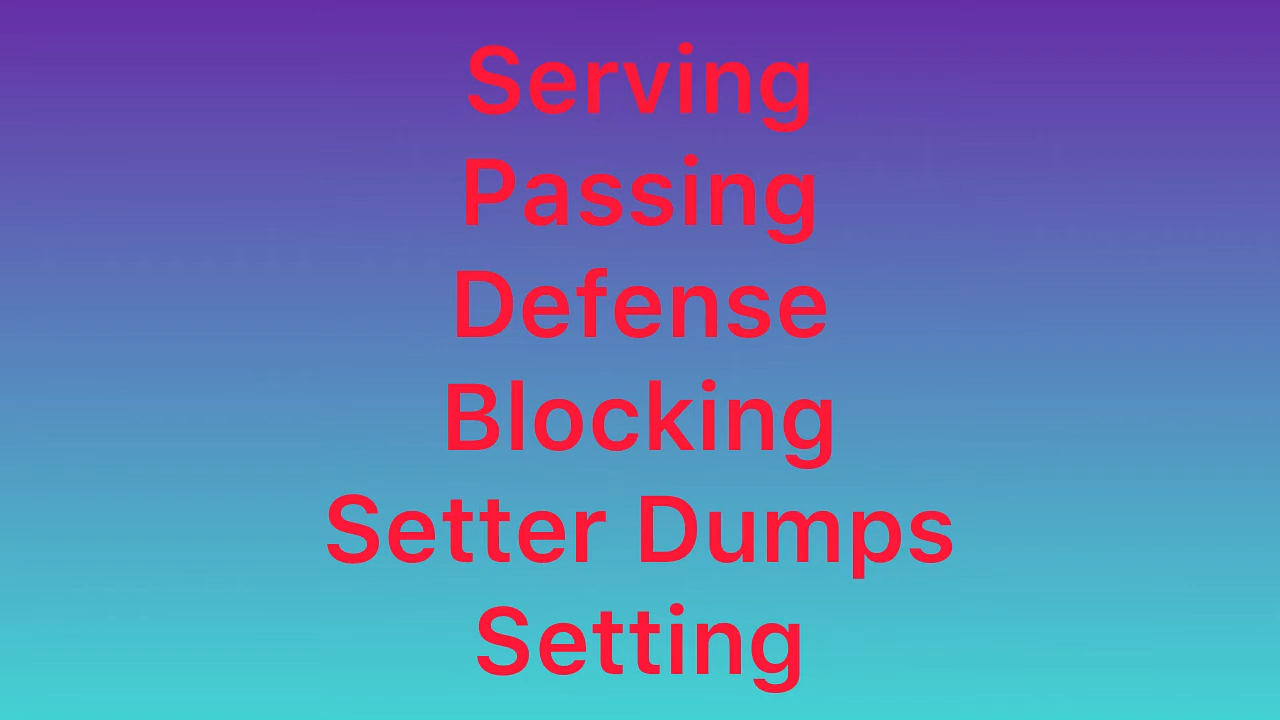 Serving
Passing
Defense
Blocking
Setter Dumps
Setting